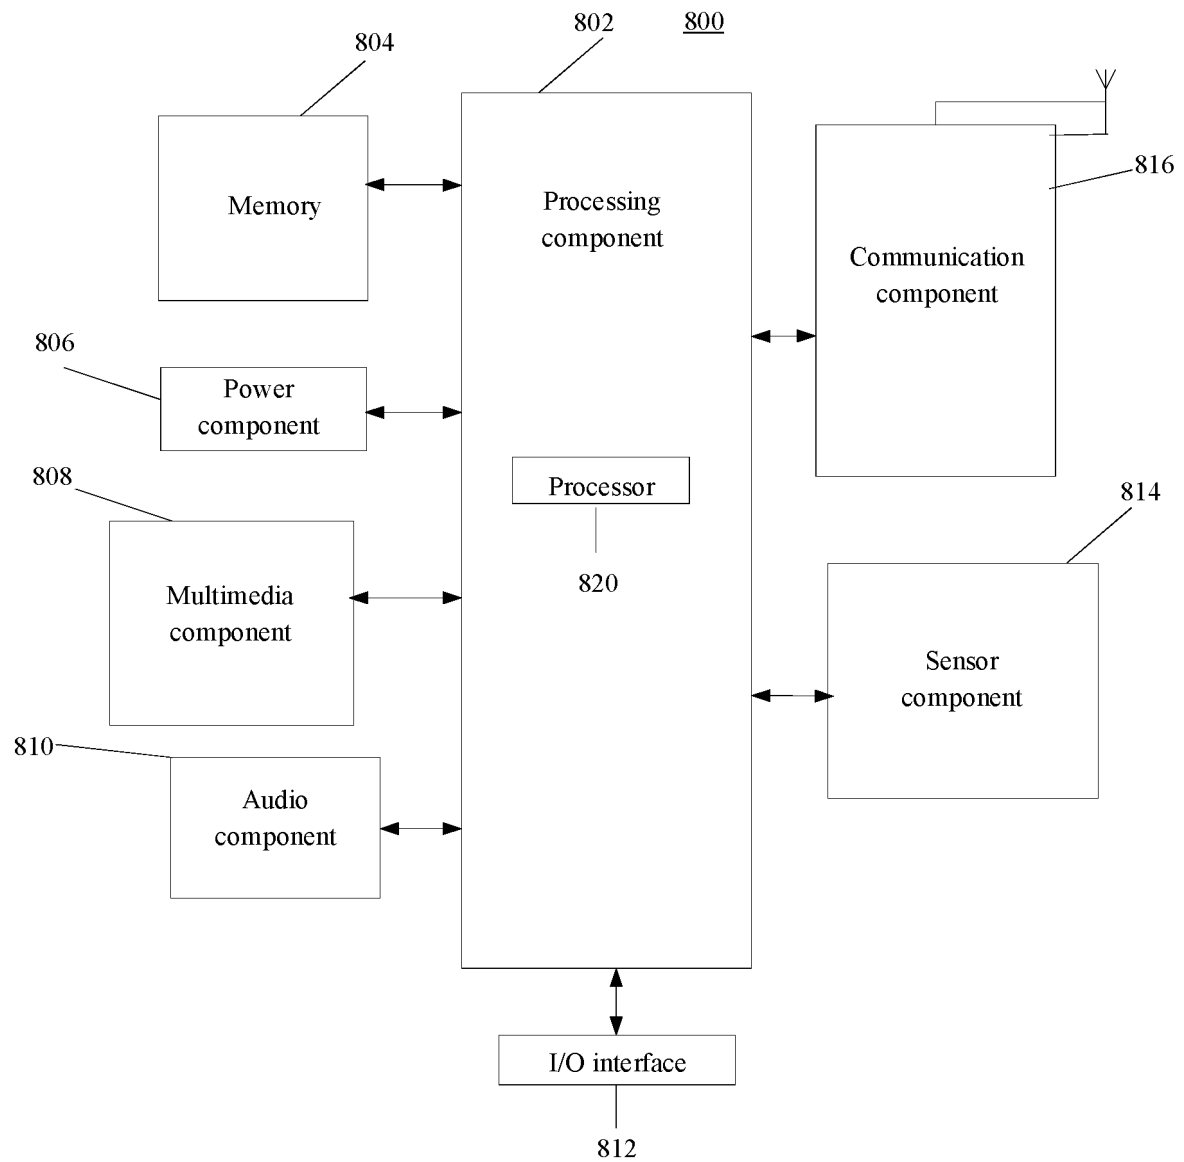 802
800
804
816
Memory
Processing
component
Communication
component
806
Power
component
808
Processor
814
820
Multimedia
component
Sensor
component
810
Audio
component
I/O interface
812